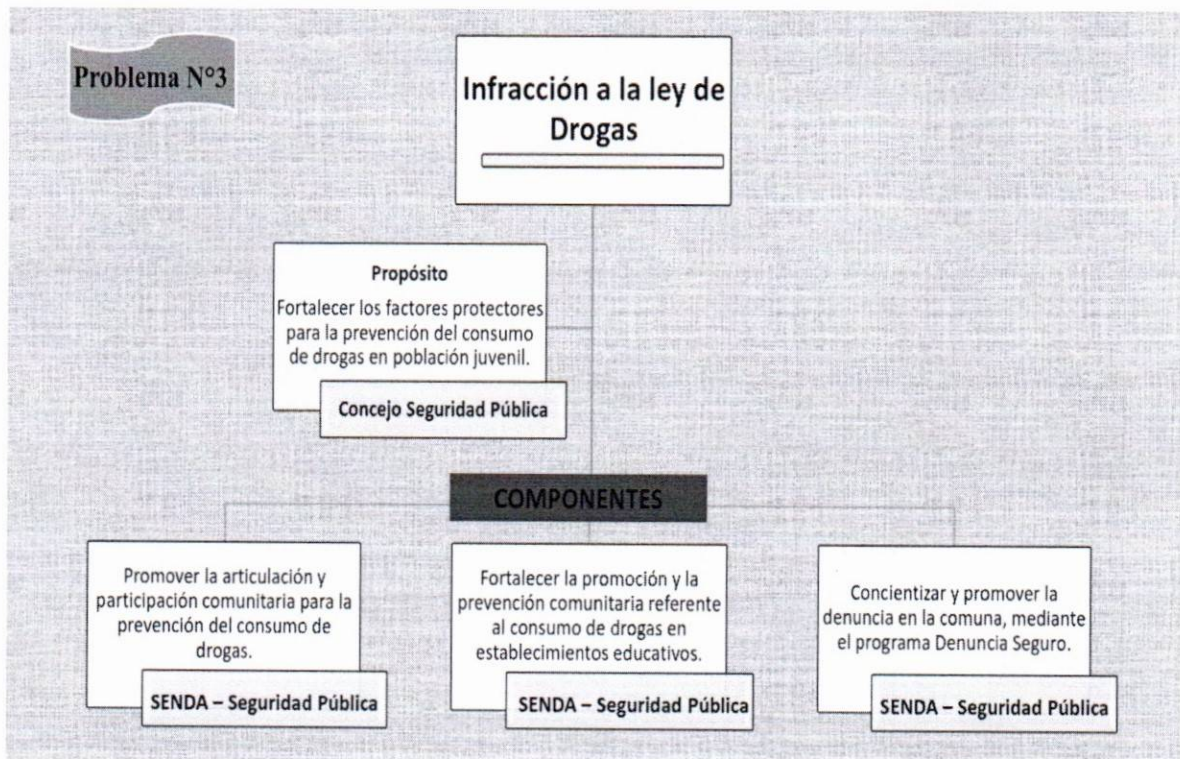 Problema N°3
Infracción a la ley de
Drogas
Propósito
Fortalecer los factores protectores
para la prevención del consumo
de drogas en población juvenil.
Concejo Seguridad Pública
COMPONENTES
Promover la articulación y
participación comunitaria para la
prevención del consumo de
drogas.
SENDA – Seguridad Pública
Fortalecer la promoción y la
prevención comunitaria referente
al consumo de drogas en
establecimientos educativos.
SENDA – Seguridad Pública
Concientizar y promover la
denuncia en la comuna, mediante
el programa Denuncia Seguro.
SENDA – Seguridad Pública